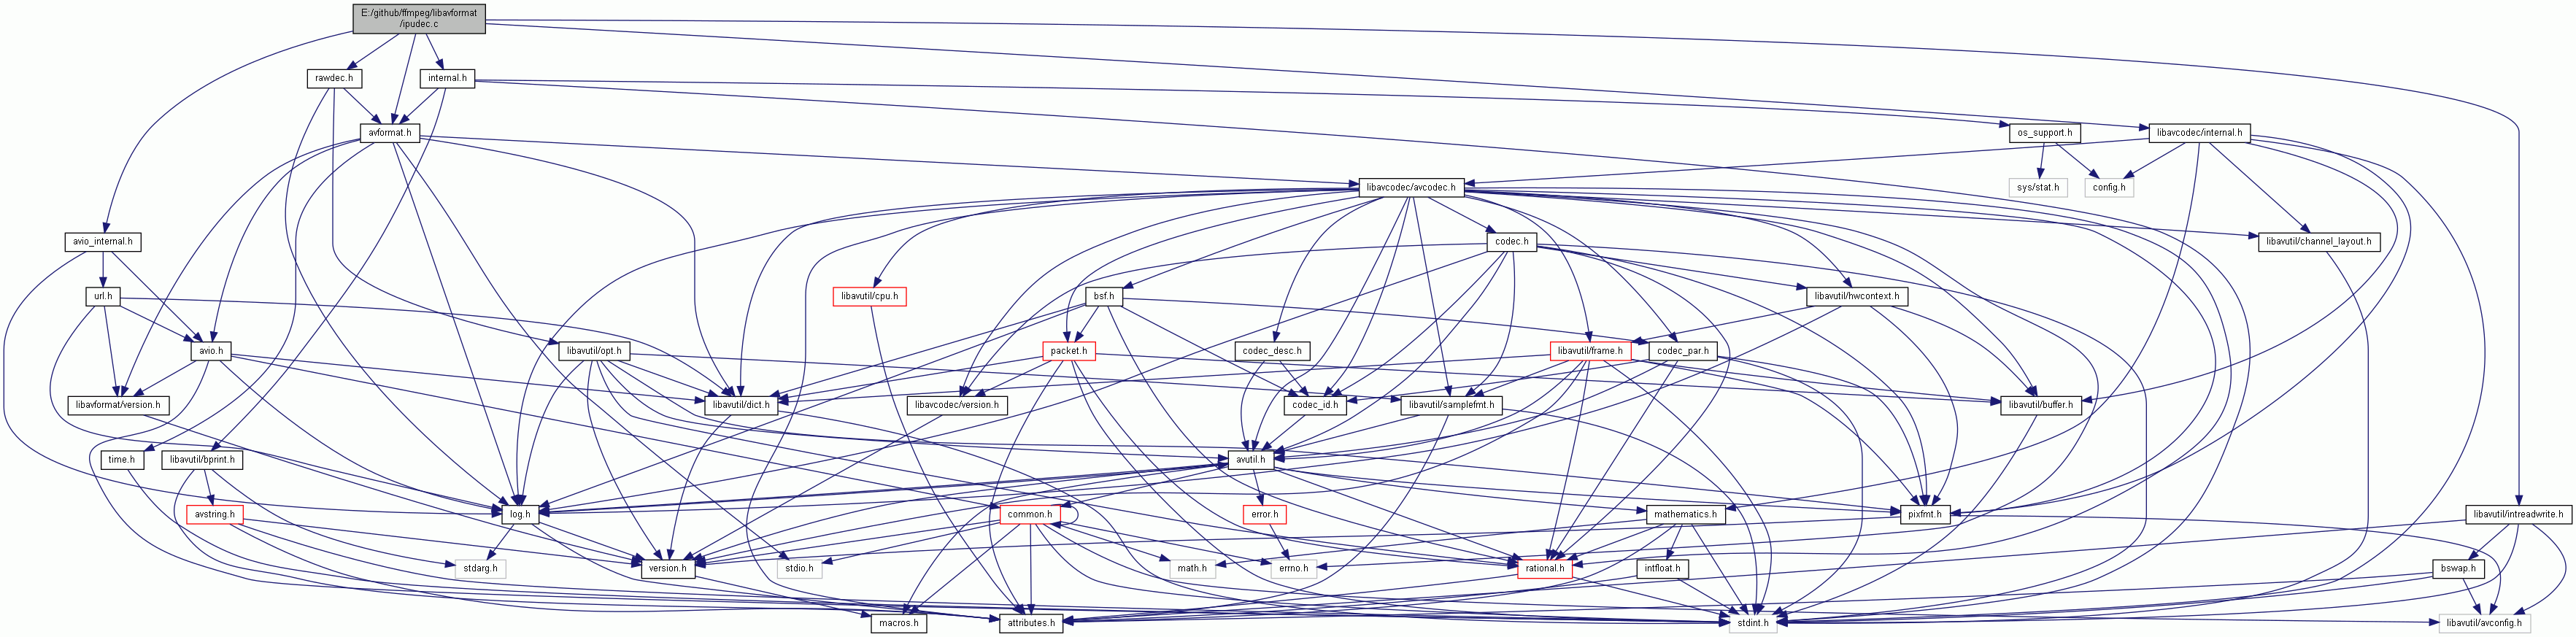 E:/github/ffmpeg/libavformat
/ipudec.c
rawdec.h
internal.h
avformat.h
os_support.h
libavcodec/internal.h
libavcodec/avcodec.h
sys/stat.h
config.h
avio_internal.h
codec.h
libavutil/channel_layout.h
url.h
libavutil/cpu.h
bsf.h
libavutil/hwcontext.h
avio.h
libavutil/opt.h
packet.h
codec_desc.h
libavutil/frame.h
codec_par.h
libavformat/version.h
libavutil/dict.h
libavcodec/version.h
codec_id.h
libavutil/samplefmt.h
libavutil/buffer.h
time.h
libavutil/bprint.h
avutil.h
avstring.h
log.h
common.h
error.h
mathematics.h
pixfmt.h
libavutil/intreadwrite.h
stdarg.h
version.h
stdio.h
math.h
errno.h
rational.h
intfloat.h
bswap.h
macros.h
attributes.h
stdint.h
libavutil/avconfig.h